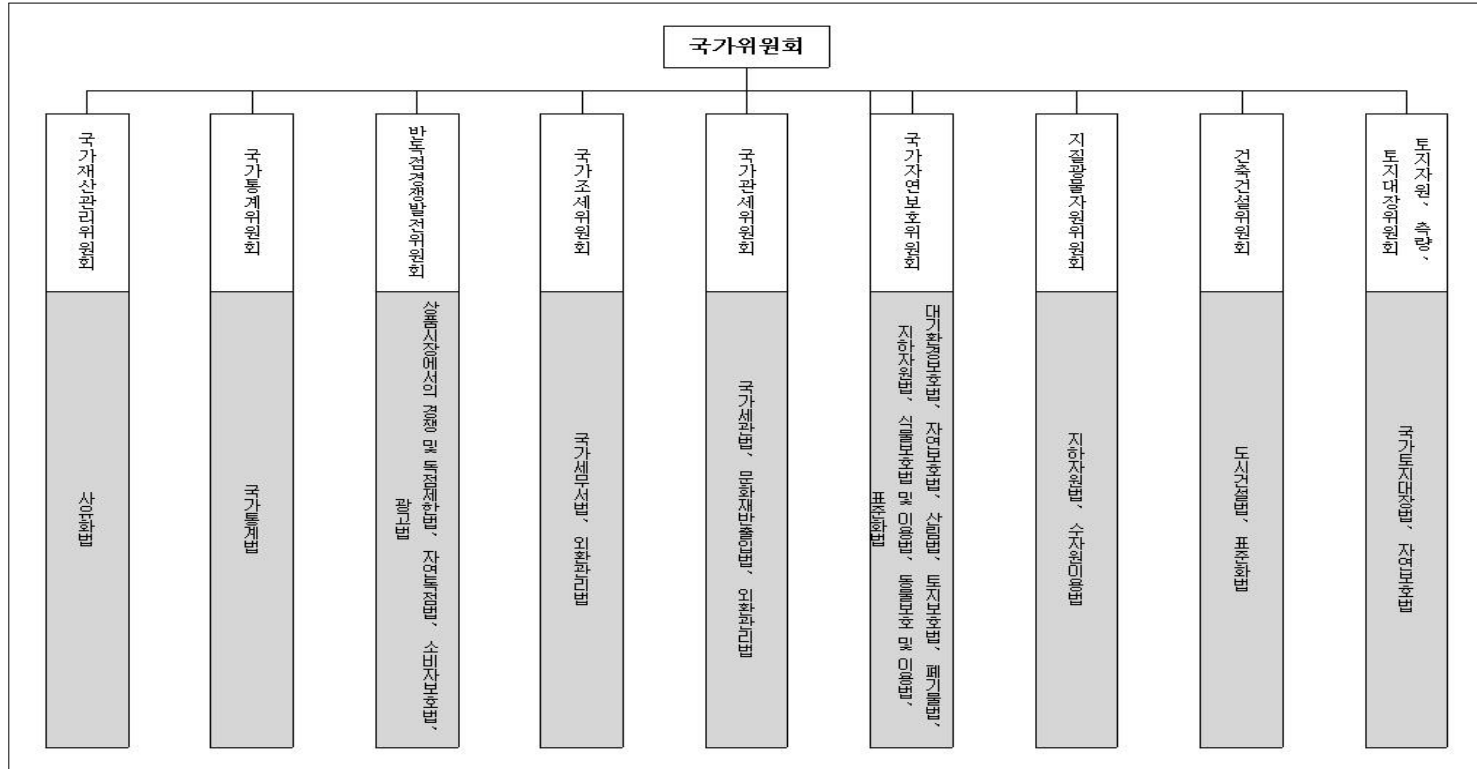 국가위원회
국가재산관리위원회
사유화법
국가통계위원회
국가통계법
반독점경쟁발전위원회
상품시장에서의 경쟁 및 독점제한법, 자연독점법, 소비자보호법,
광고법
국가조세위원회
국가세무서법, 외환관리법
국가관세위원회
국가세관법, 문화재반출입법, 외환관리법
국가자연보호위원회
대기환경보호법, 자연보호법, 산림법, 토지보호법, 폐기물법,
지하자원법, 식물보호법 및 이용법, 동물보호 및 이용법,
표준화법
지질광물자원위원회
지하자원법, 수자원이용법
건축건설위원회
도시건설법, 표준화법
토지자원, 측량,
토지대장위원회
국가토지대장법, 자연보호법